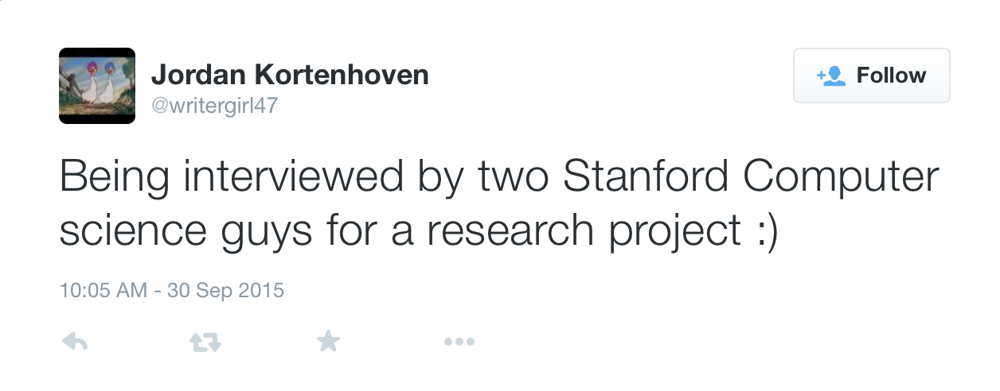 Jordan Kortenhoven
@writergirl47
Follow
Being interviewed by two Stanford Computer
science guys for a research project :)
10:05 AM - 30 Sep 2015